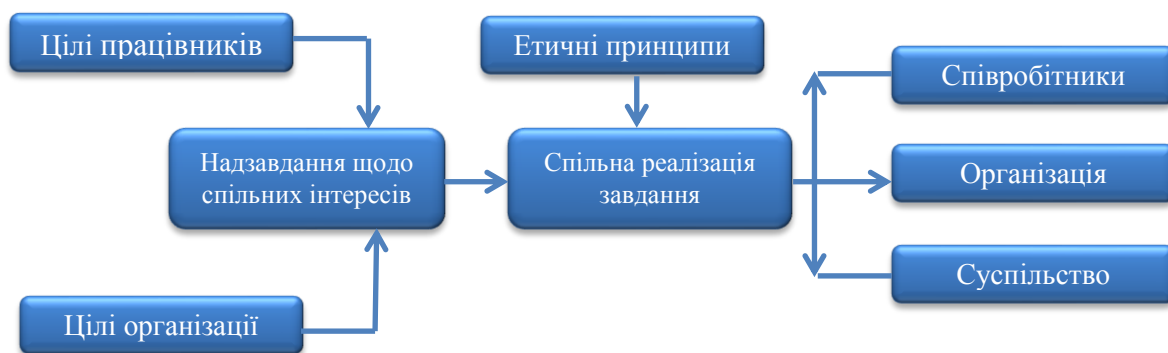 Цілі працівників
Етичні принципи
Співробітники
Надзавдання щодо
спільних інтересів
Спільна реалізація
завдання
Організація
Суспільство
Цілі організації